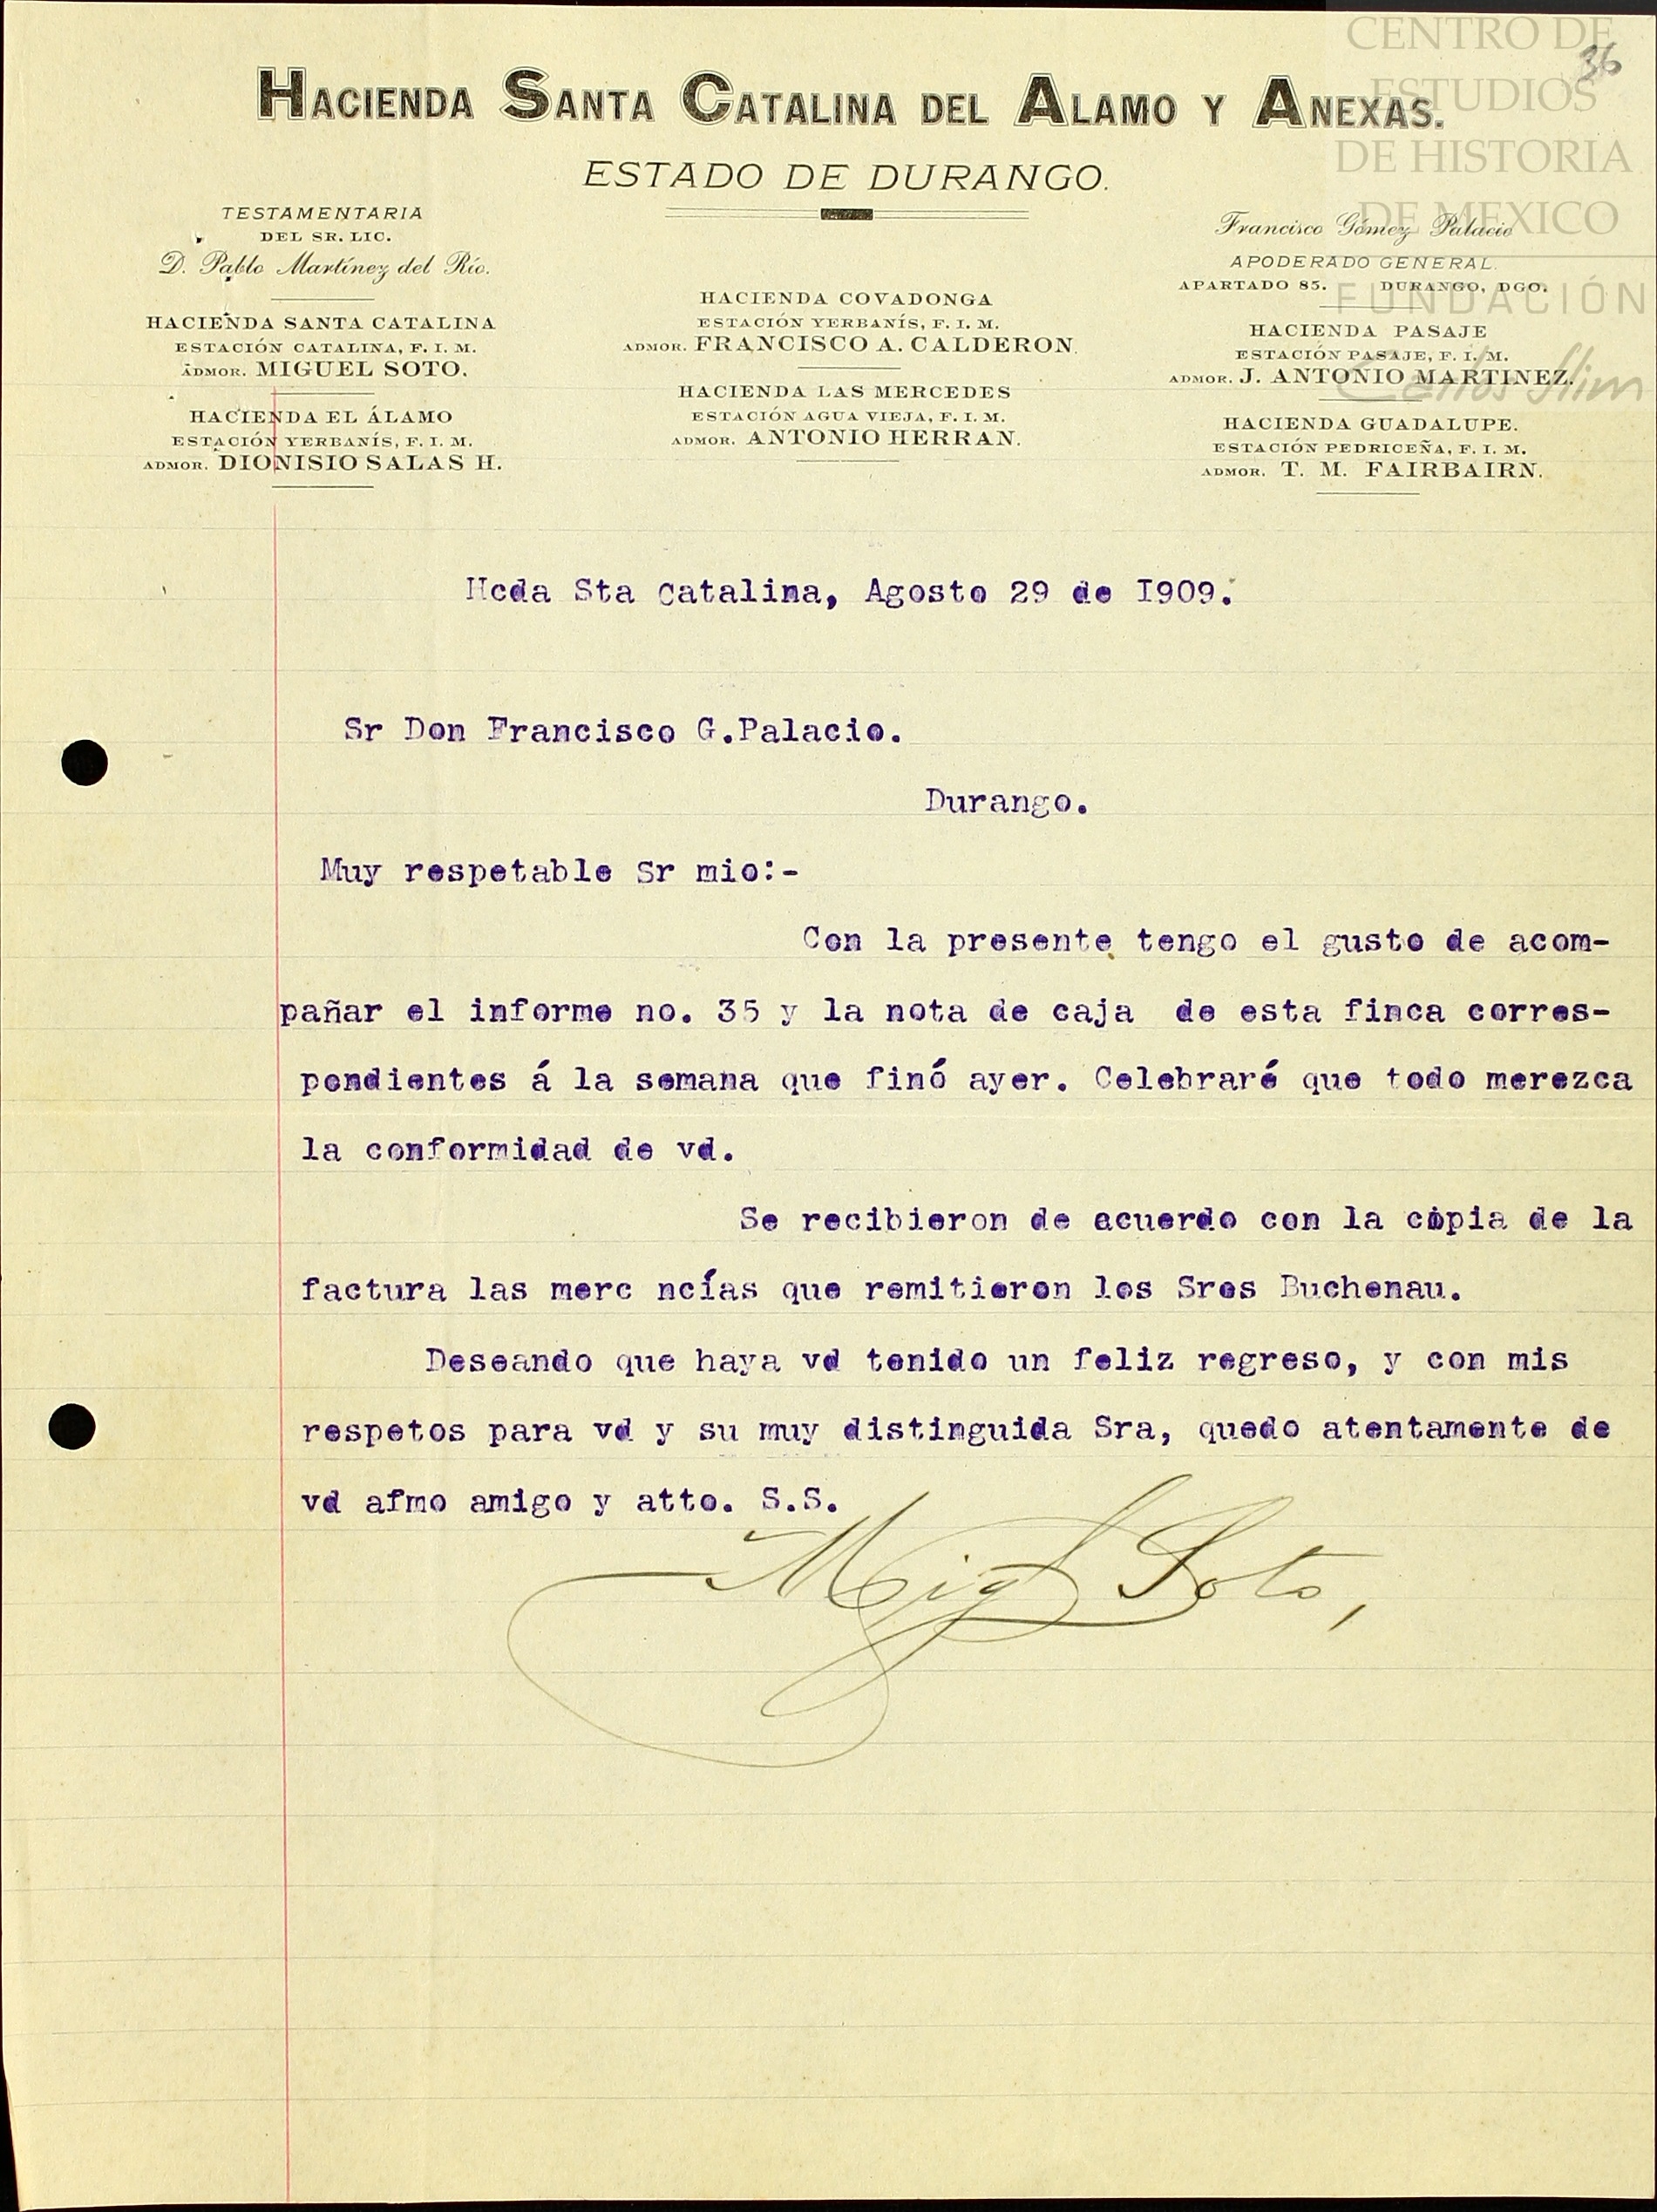 CENTRO DE
ESTUDIOS
DE HISTORIA
DE MEXICO
FUNDACIÓN
Carlos Slim
36
HACIENDA SANTA CATALINA DEL ALAMO Y ANEXAS.
ESTADO DE DURANGO.
TESTAMENTARIA
DEL SR. LIC.
D. Pablo Martínez del Río.
HACIENDA SANTA CATALINA
ESTACIÓN CATALINA, F. I. M.
ADMOR. MIGUEL SOTO.
HACIENDA EL ÁLAMO
ESTACIÓN YERBANÍS, F. I. M.
ADMOR. DIONISIO SALAS H.
HACIENDA COVADONGA
ESTACIÓN YERBANÍS, F. I. M.
ADMOR. FRANCISCO A. CALDERON.
HACIENDA LAS MERCEDES
ESTACIÓN AGUA VIEJA, F. I. M.
ADMOR. ANTONIO HERRAN.
Francisco Gómez Palacio
APODERADO GENERAL.
APARTADO 85. DURANGO, DGO.
HACIENDA PASAJE
ESTACIÓN PASAJE, F. I. M.
ADMOR. J. ANTONIO MARTINEZ.
HACIENDA GUADALUPE.
ESTACIÓN PEDRICEÑA, F. I. M.
ADMOR. T. M. FAIRBAIRN.
Hcda Sta Catalina, Agosto 29 de I909.
Sr Don Francisco G.Palacio.
Durango.
Muy respetable Sr mio:-
Con la presente tengo el gusto de acom-
pañar el informe no. 35 y la nota de caja de esta finca corres-
pondientes á la semana que finó ayer. Celebraré que todo merezca
la conformidad de vd.
Se recibieron de acuerdo con la copia de la
factura las merc ncías que remitieron los Sres Buchenau.
Deseando que haya vd tenido un feliz regreso, y con mis
respetos para vd y su muy distinguida Sra, quedo atentamente de
vd afmo amigo y atto. S.S.
Migl Soto,